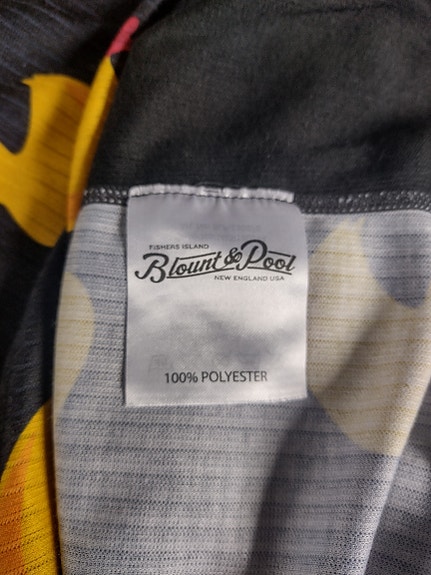 FISHERS ISLAND
Blount & Pool
NEW ENGLAND USA
100% POLYESTER